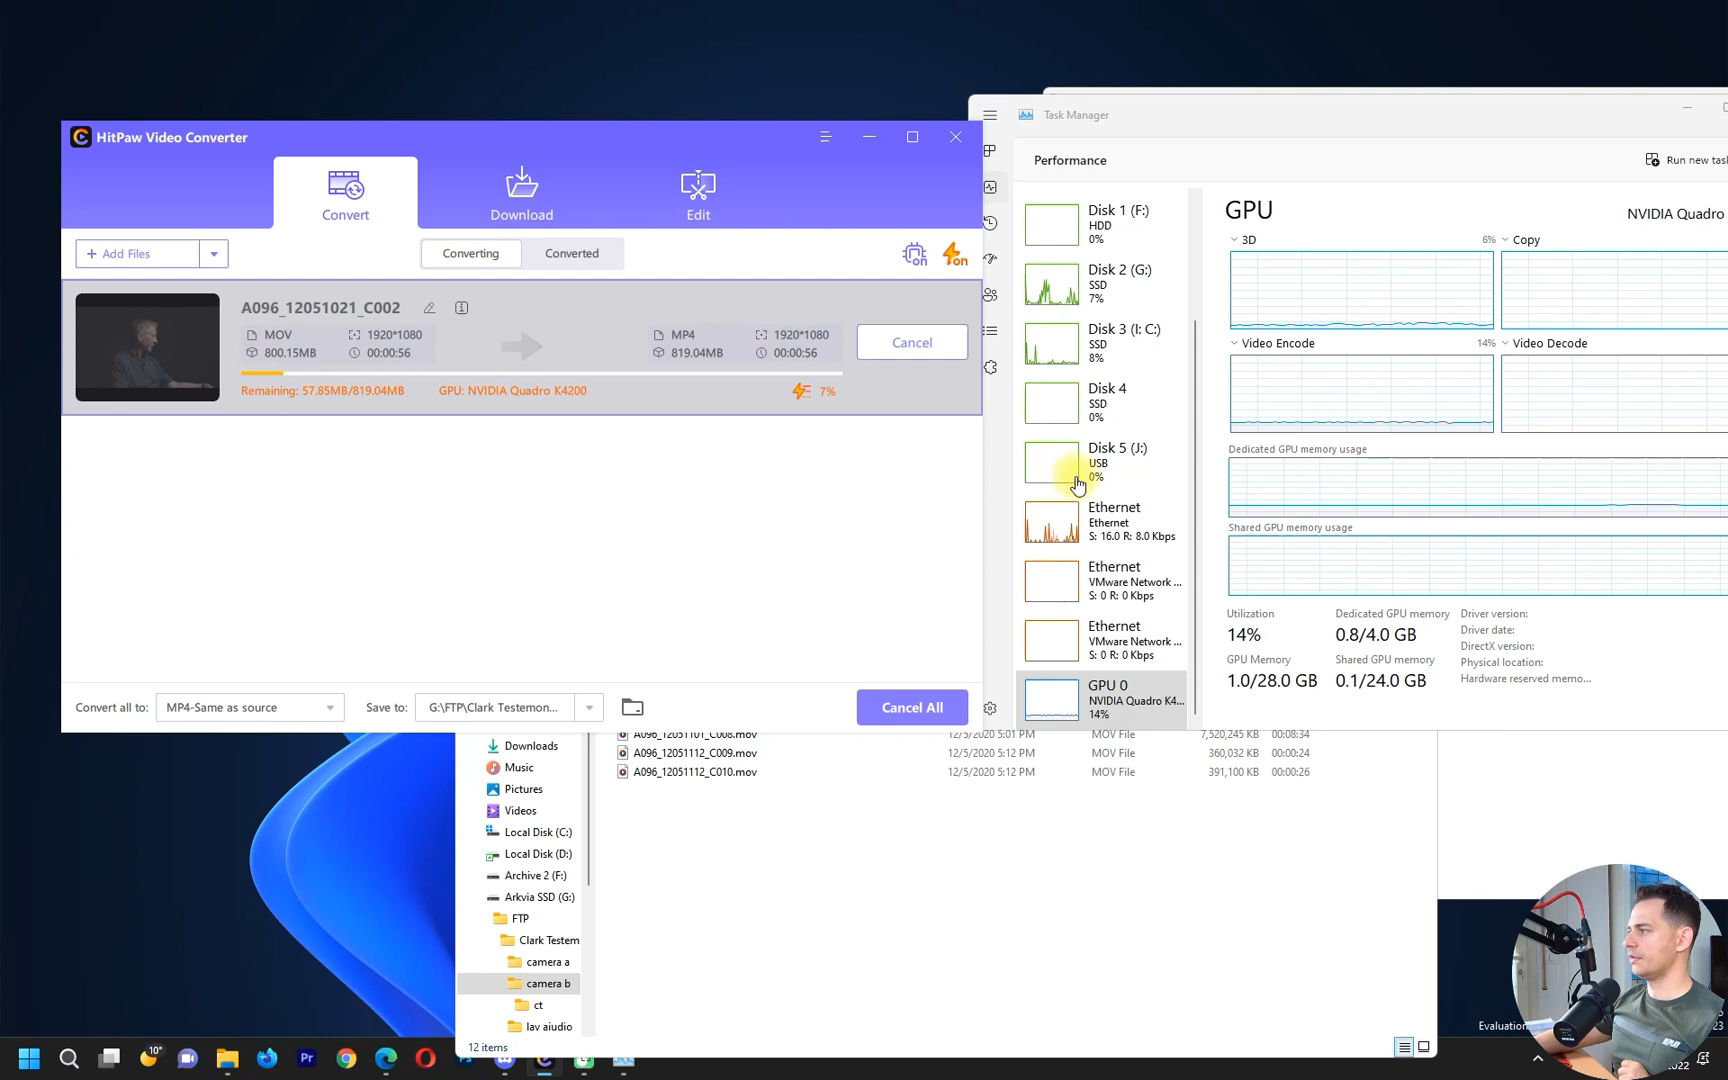 HitPaw Video Converter
Convert
Download
Edit
+ Add Files
Converting
Converted
on
on
A096_12051021_C002
MOV
1920*1080
800.15MB
00:00:56
MP4
1920*1080
819.04MB
00:00:56
Cancel
Remaining: 57.85MB/819.04MB
GPU: NVIDIA Quadro K4200
7%
Convert all to:
MP4-Same as source
Save to:
G:\FTP\Clark Testemon...
Cancel All
Task Manager
Performance
Run new task
Disk 1 (F:)
HDD
0%
Disk 2 (G:)
SSD
7%
Disk 3 (I: C:)
SSD
8%
Disk 4
SSD
0%
Disk 5 (J:)
USB
0%
Ethernet
Ethernet
S: 16.0 R: 8.0 Kbps
Ethernet
VMware Network ...
S: 0 R: 0 Kbps
Ethernet
VMware Network ...
S: 0 R: 0 Kbps
GPU 0
NVIDIA Quadro K4...
14%
GPU
NVIDIA Quadro
3D
6%
Copy
Video Encode
14%
Video Decode
Dedicated GPU memory usage
Shared GPU memory usage
Utilization
14%
Dedicated GPU memory
0.8/4.0 GB
GPU Memory
1.0/28.0 GB
Shared GPU memory
0.1/24.0 GB
Driver version:
Driver date:
DirectX version:
Physical location:
Hardware reserved memo...
A096_12051101_C008.mov 12/5/2020 5:01 PM MOV File 7,520,245 KB 00:08:34
A096_12051112_C009.mov 12/5/2020 5:12 PM MOV File 360,032 KB 00:00:24
A096_12051112_C010.mov 12/5/2020 5:12 PM MOV File 391,100 KB 00:00:26
Downloads
Music
Pictures
Videos
Local Disk (C:)
Local Disk (D:)
Archive 2 (F:)
Arkvia SSD (G:)
FTP
Clark Testem
camera a
camera b
ct
lav aiudio
12 items
Evaluation
10°
Pr